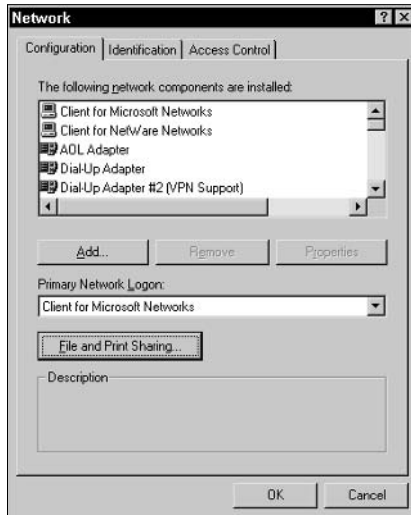 Network
Configuration Identification Access Control
The following network components are installed:
Client for Microsoft Networks
Client for NetWare Networks
AOL Adapter
Dial-Up Adapter
Dial-Up Adapter #2 (VPN Support)
Add... Remove Properties
Primary Network Logon:
Client for Microsoft Networks
File and Print Sharing...
Description
OK Cancel